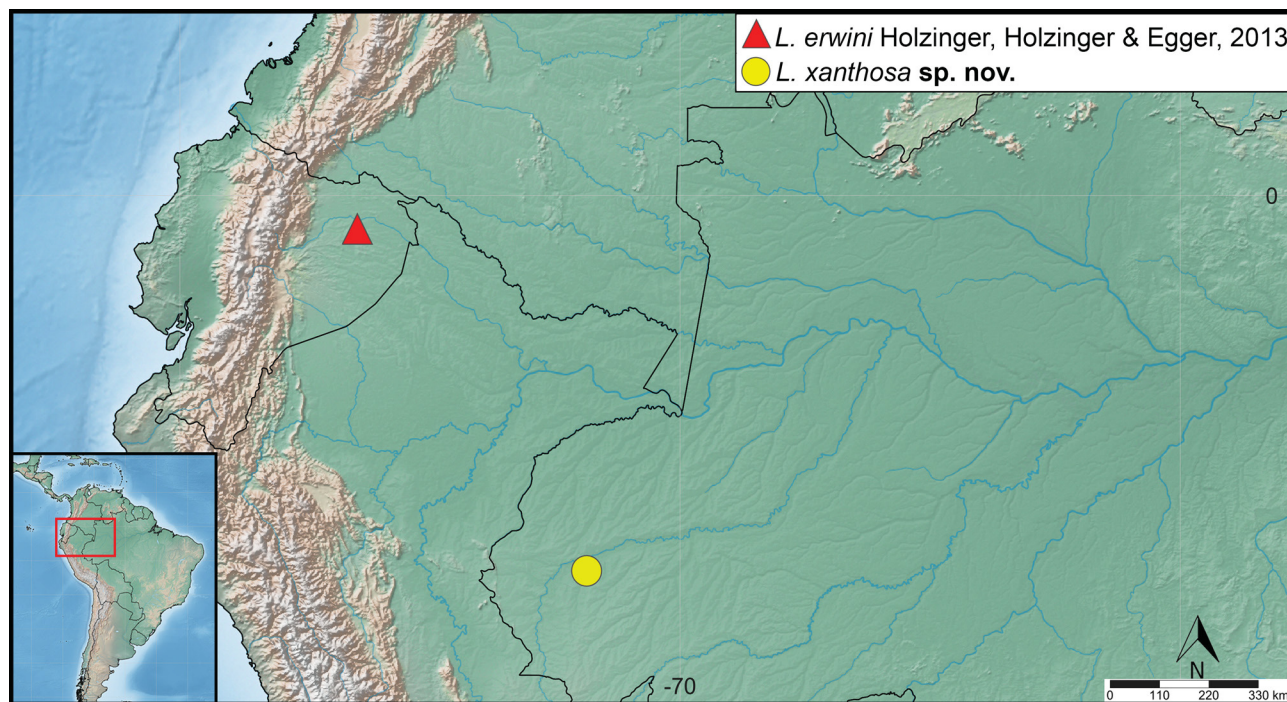 L. erwini Holzinger, Holzinger & Egger, 2013
L. xanthosa sp. nov.
0
-70
N
0 110 220 330 km